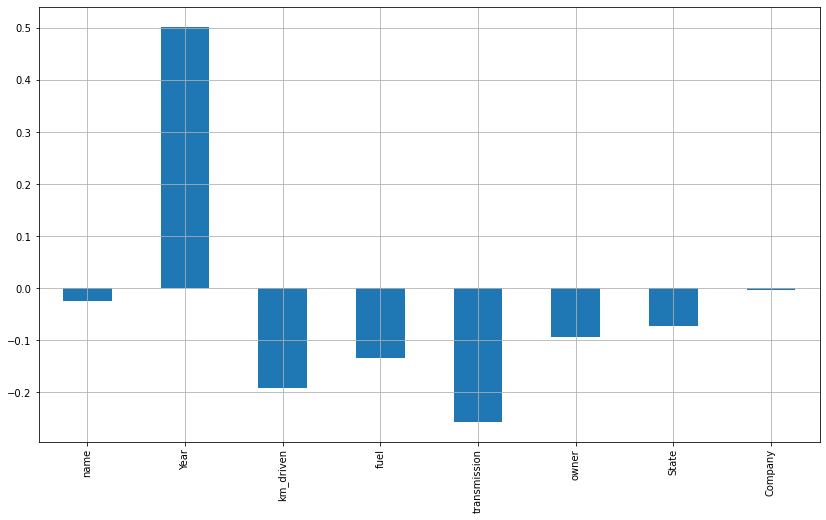 0.5
0.4
0.3
0.2
0.1
0.0
−0.1
−0.2
name
Year
km_driven
fuel
transmission
owner
State
Company